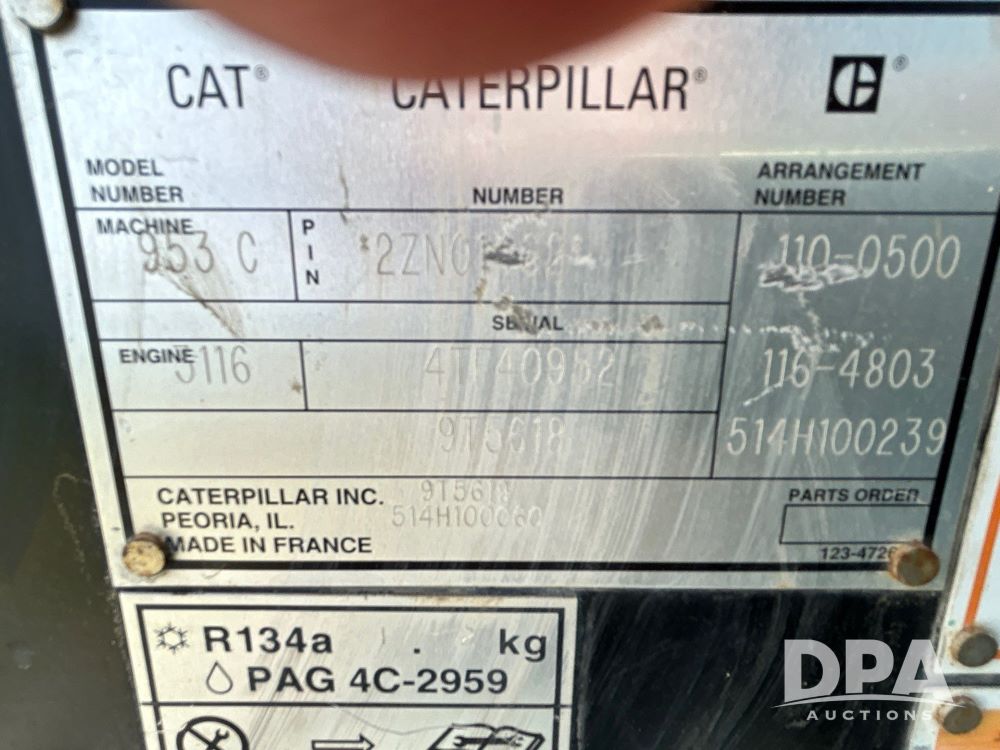 CAT® CATERPILLAR® ®
MODEL NUMBER NUMBER ARRANGEMENT NUMBER
MACHINE 953 C PIN 110-0500
SERIAL
ENGINE 3116 116-4803
9T5618 514H100239
CATERPILLAR INC.
PEORIA, IL.
MADE IN FRANCE
PARTS ORDER
R134a . kg
PAG 4C-2959
DPA
AUCTIONS